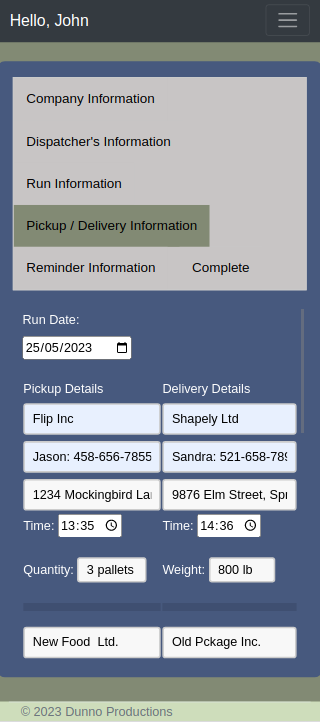 Hello, John
Company Information
Dispatcher's Information
Run Information
Pickup / Delivery Information
Reminder Information Complete
Run Date:
25/05/2023
Pickup Details Delivery Details
Flip Inc Shapely Ltd
Jason: 458-656-7855 Sandra: 521-658-789
1234 Mockingbird 9876 Elm Street,
Time: 13:35 Time: 14:36
Quantity: 3 pallets Weight: 800 lb
New Food Ltd. Old Pckage Inc.
© 2023 Dunno Productions